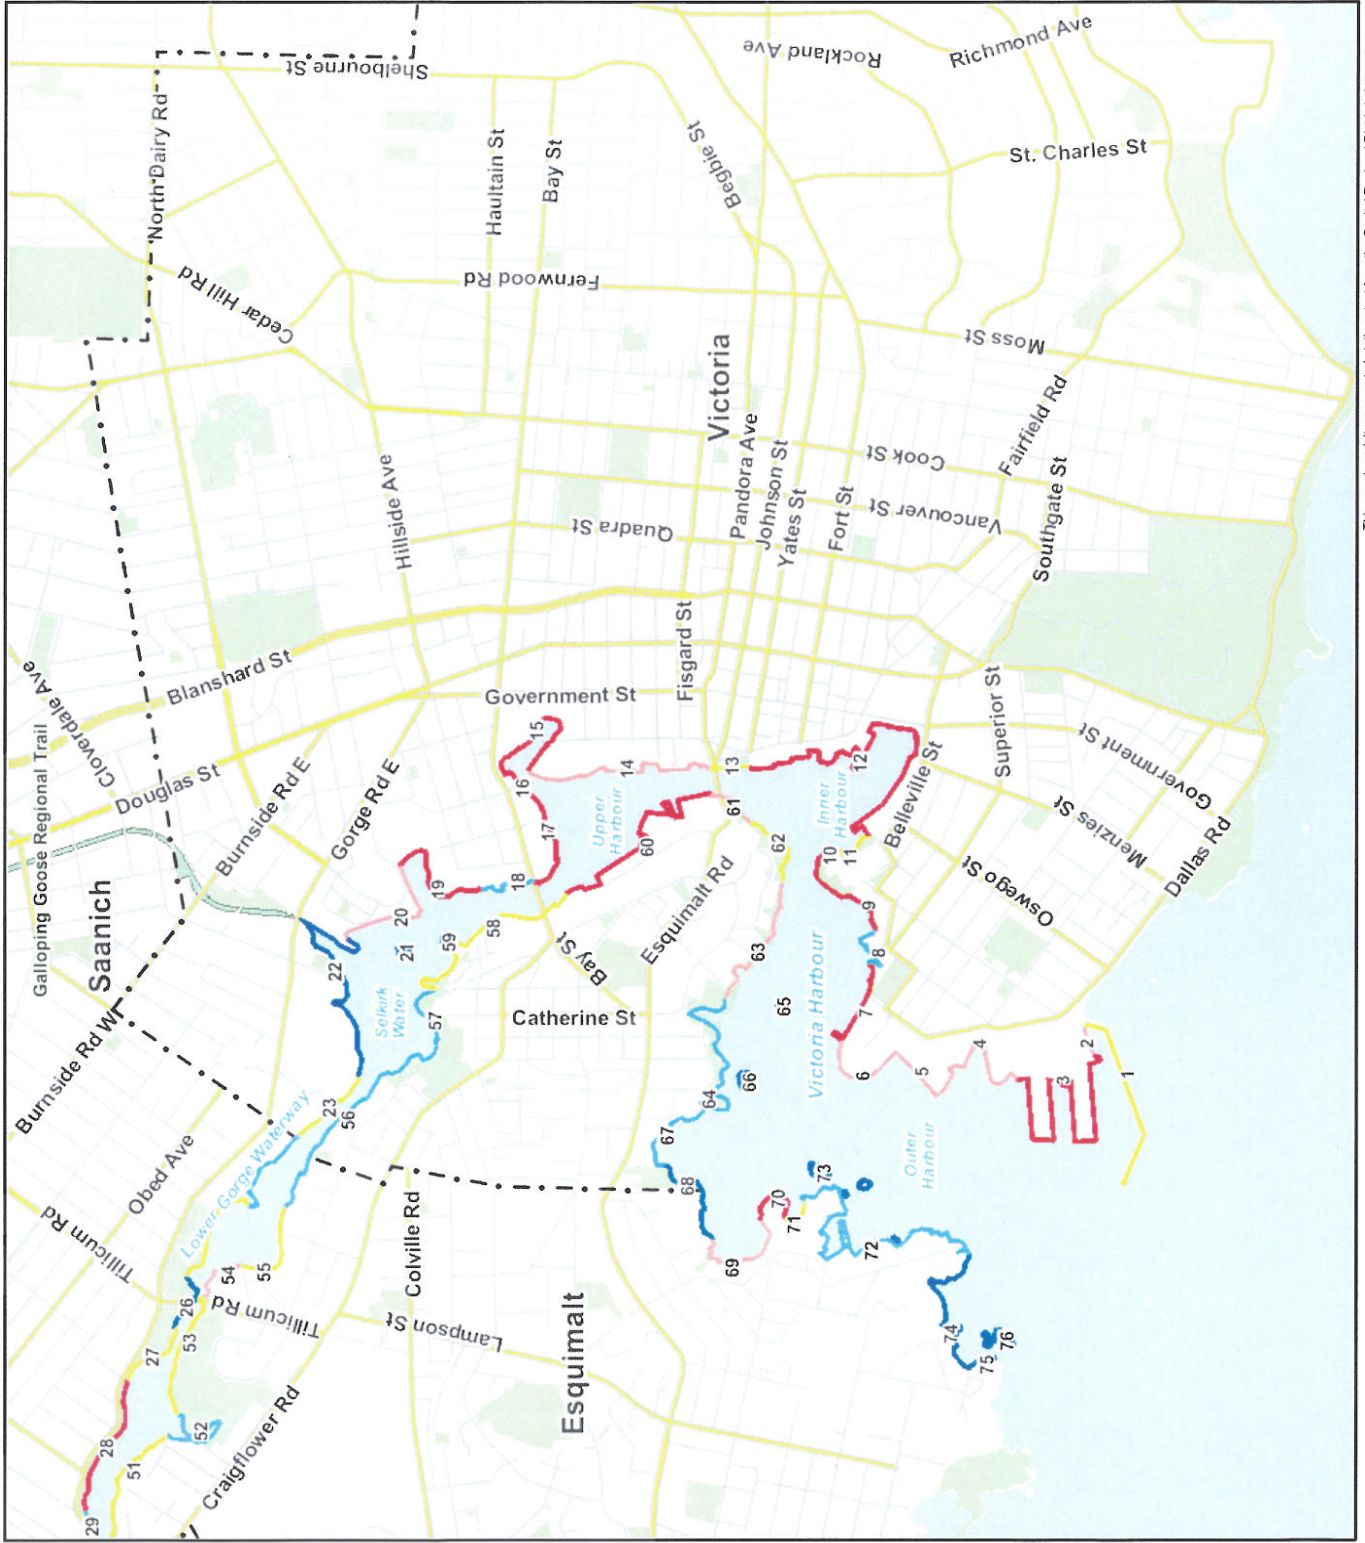 Galloping Goose Regional Trail
Saanich
Cloverdale Ave
Blanshard St
Douglas St
Burnside Rd E
Gorge Rd E
Burnside Rd W
Obed Ave
Tillicum Rd
Tillicum Rd
Craigflower Rd
Colville Rd
Lampson St
Esquimalt
Lower Gorge Waterway
Selkirk
Water
Catherine St
Bay St
Esquimalt Rd
Upper
Harbour
Inner
Harbour
Victoria Harbour
Outer
Harbour
Government St
Fisgard St
Hillside Ave
Quadra St
Pandora Ave
Johnson St
Yates St
Fort St
Victoria
Cook St
Vancouver St
Fairfield Rd
Southgate St
Moss St
Superior St
Belleville St
Government St
Menzies St
Oswego St
Dallas Rd
North Dairy Rd
Cedar Hill Rd
Shelbourne St
Haultain St
Bay St
Fernwood Rd
Begbie St
Rockland Ave
Richmond Ave
St. Charles St
1
2
3
4
5
6
7
8
9
10
11
12
13
14
15
16
17
18
19
20
21
22
23
26
27
28
29
51
52
53
54
55
56
57
58
59
60
61
62
63
64
65
66
67
68
69
70
71
72
73
74
75
76